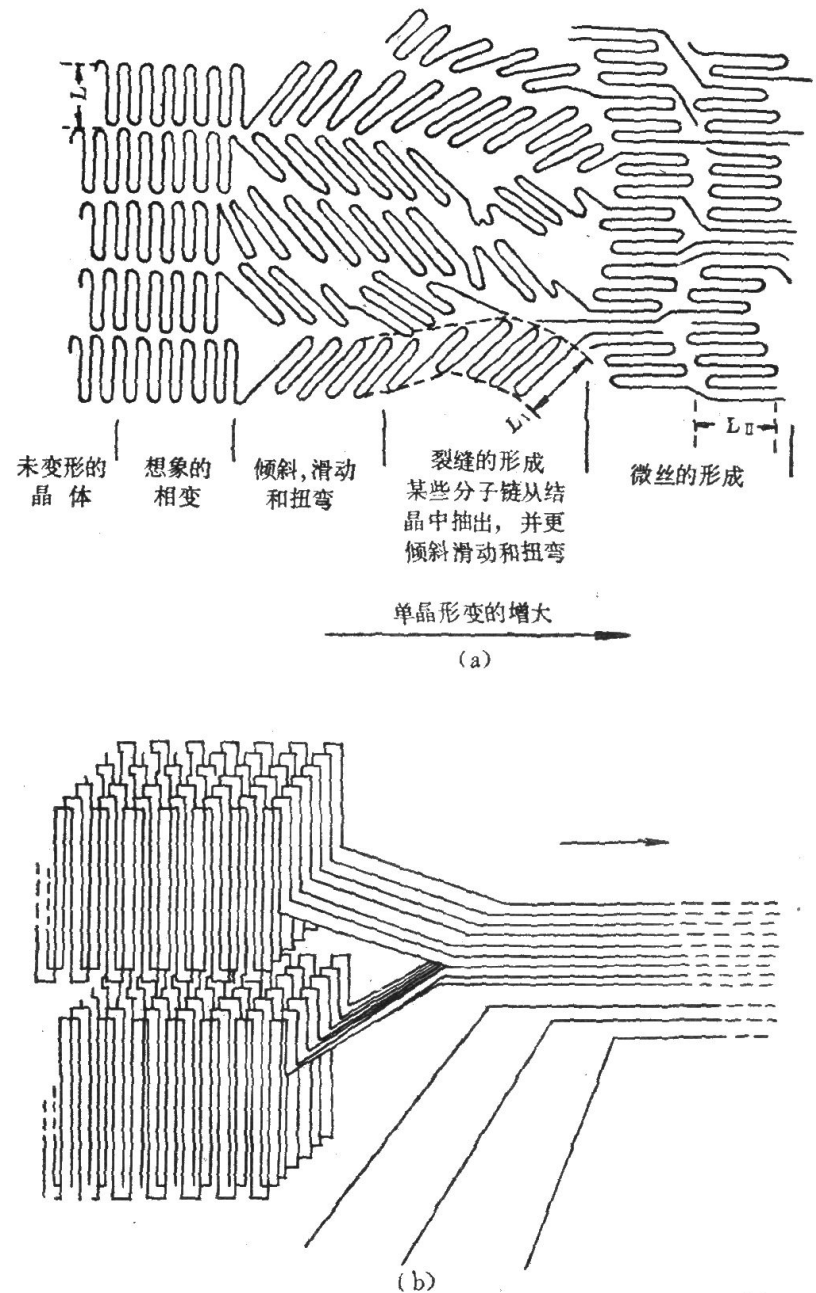 L
L₁
LⅡ
未变形的
晶 体
想象的
相变
倾斜,滑动
和扭弯
裂缝的形成
某些分子链从结
晶中抽出, 并更
倾斜滑动和扭弯
微丝的形成
单晶形变的增大
(a)
(b)